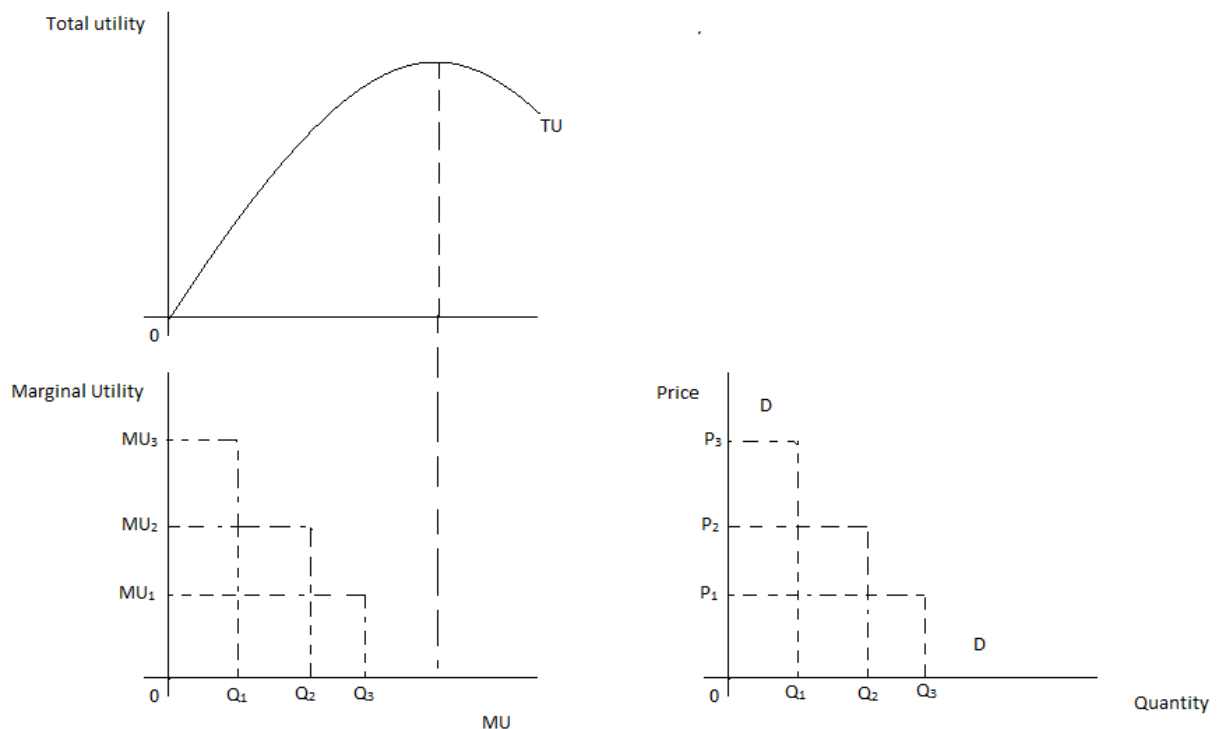 Total utility
TU
0
Marginal Utility
MU₃
MU₂
MU₁
0
Q₁
Q₂
Q₃
MU
Price
D
P₃
P₂
P₁
D
0
Q₁
Q₂
Q₃
Quantity